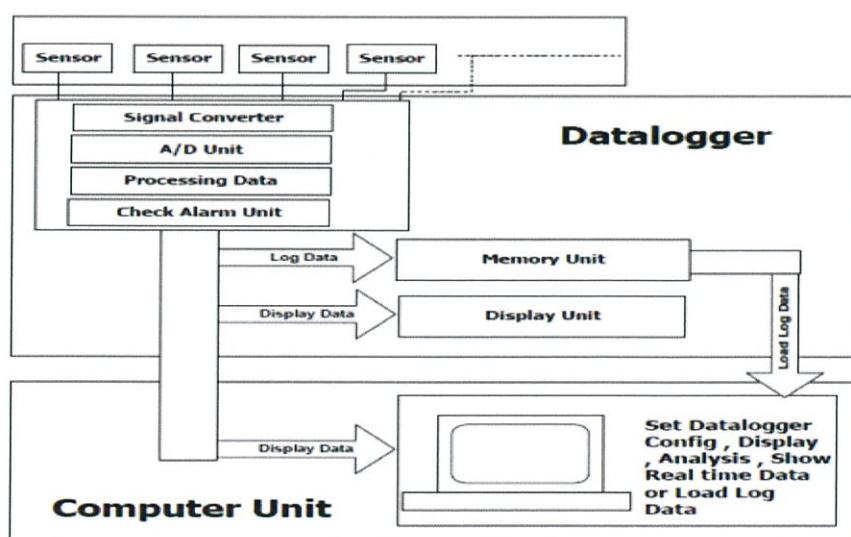 Sensor Sensor Sensor Sensor
Signal Converter
Datalogger
A/D Unit
Processing Data
Check Alarm Unit
Log Data
Memory Unit
Display Data
Display Unit
Load Log Data
Display Data
Set Datalogger
Config , Display
, Analysis , Show
Real time Data
or Load Log
Data
Computer Unit